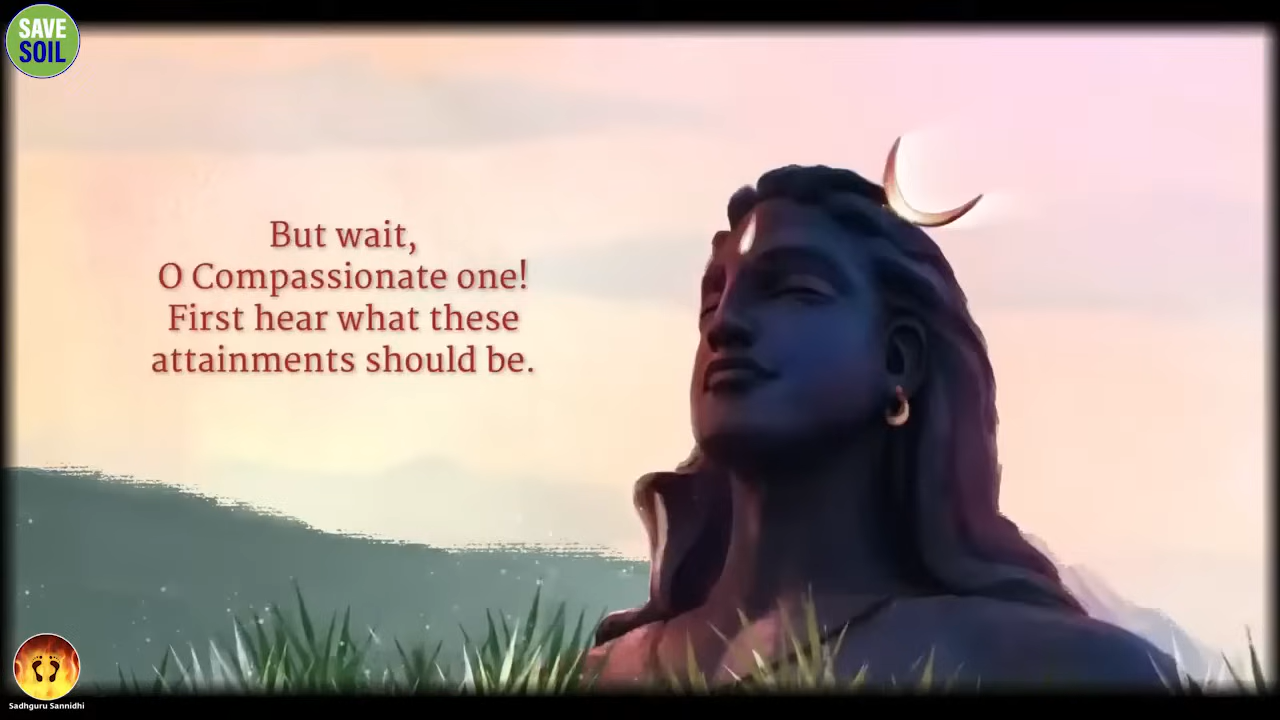 SAVE
SOIL
But wait,
O Compassionate one!
First hear what these
attainments should be.
Sadhguru Sannidhi